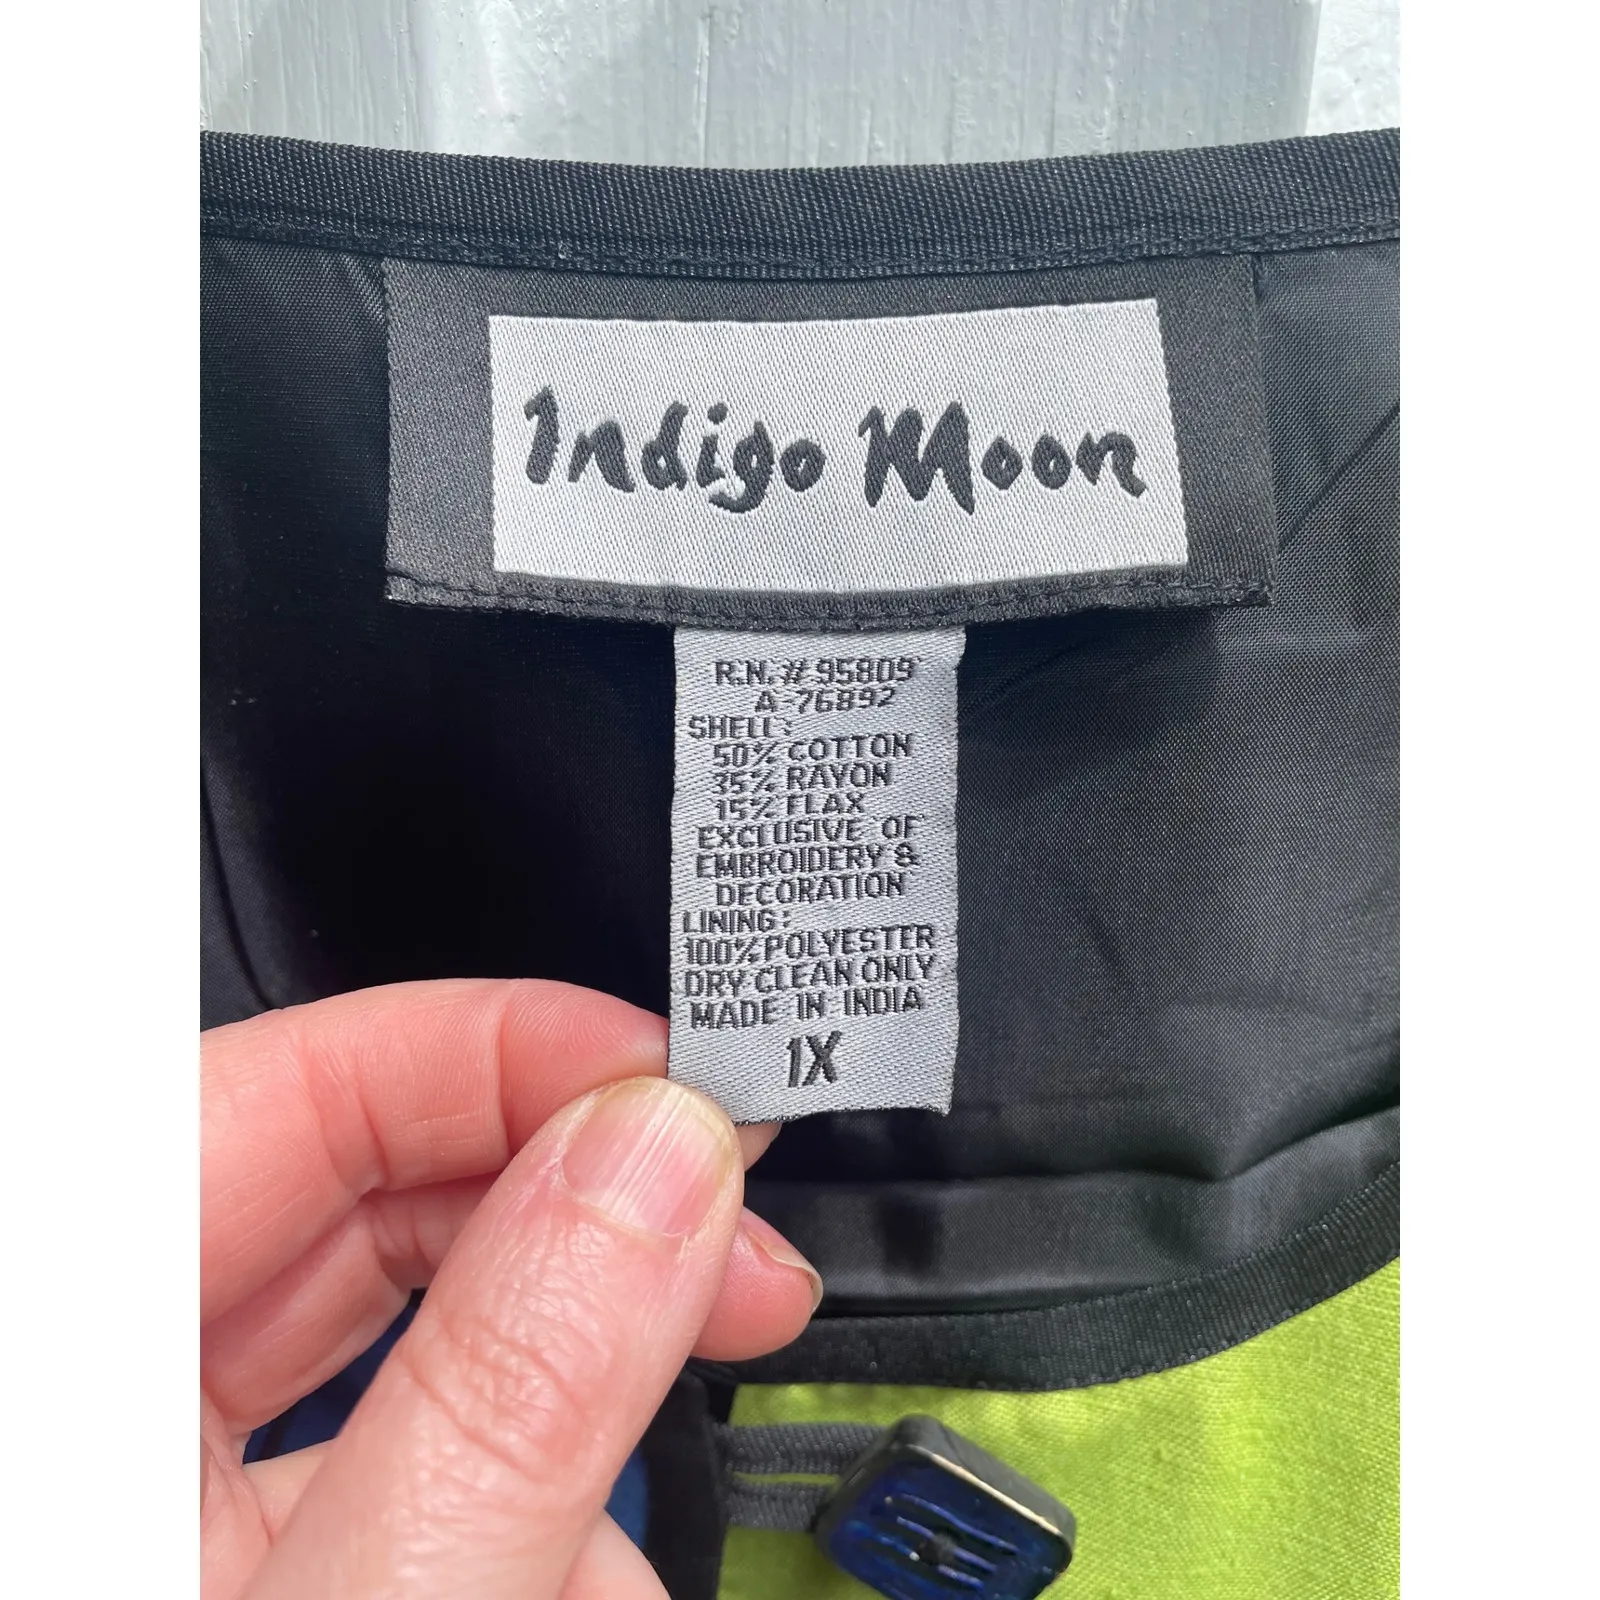 Indigo Moon
R.N.# 95809
A-76892
SHELL:
50% COTTON
35% RAYON
15% FLAX
EXCLUSIVE OF
EMBROIDERY &
DECORATION
LINING:
100% POLYESTER
DRY CLEAN ONLY
MADE IN INDIA
1X